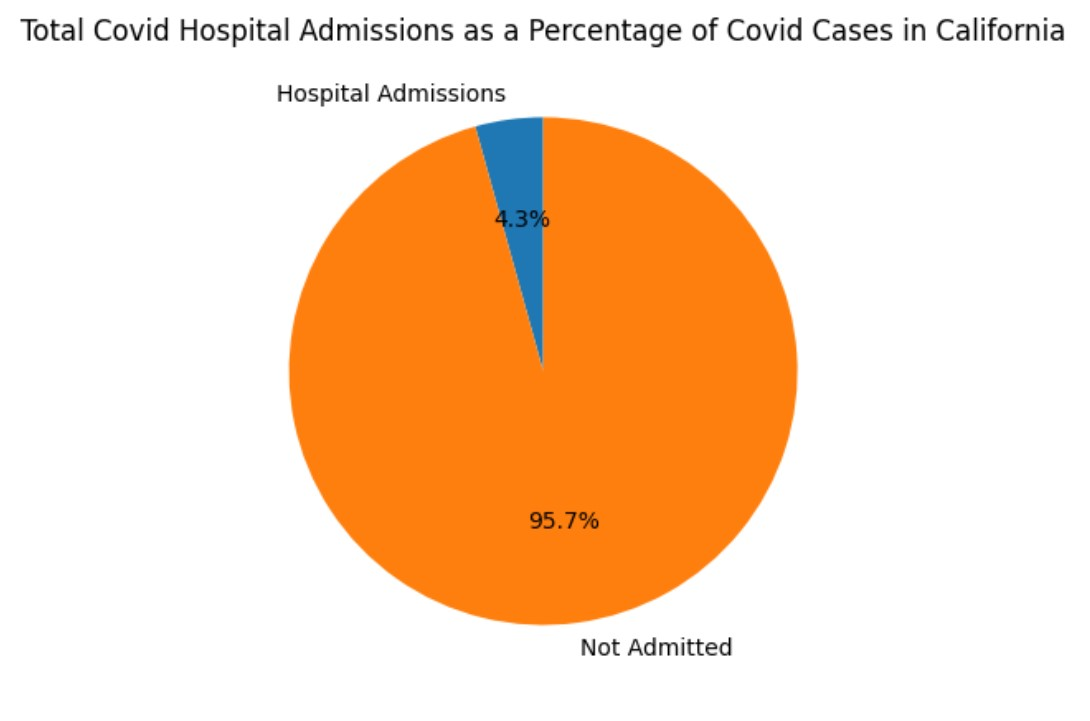 Total Covid Hospital Admissions as a Percentage of Covid Cases in California
Hospital Admissions
4.3%
95.7%
Not Admitted